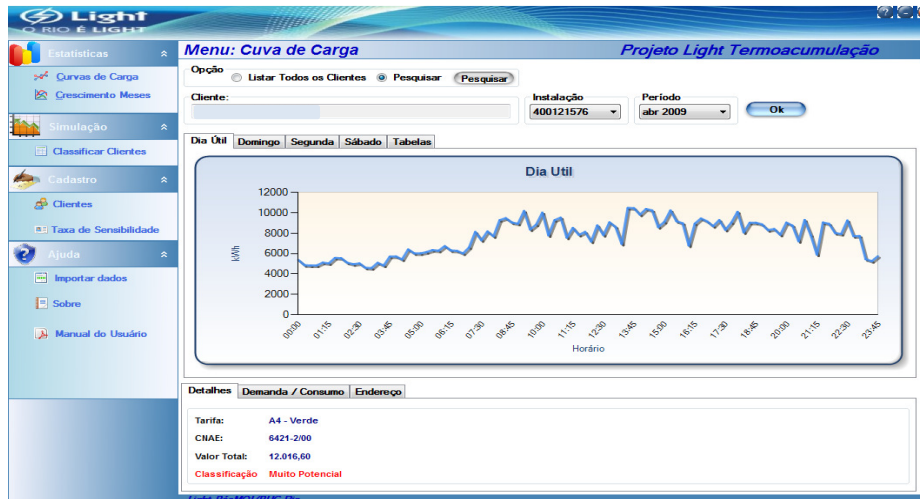 Light
O RIO É LIGHT
Estatísticas
Curvas de Carga
Crescimento Meses
Simulação
Classificar Clientes
Cadastro
Clientes
Taxa de Sensibilidade
Ajuda
Importar dados
Sobre
Manual do Usuário
Menu: Cuva de Carga
Projeto Light Termoacumulação
Opção
Listar Todos os Clientes Pesquisar Pesquisar
Cliente: Instalação Período
400121576 abr 2009 Ok
Dia Útil Domingo Segunda Sábado Tabelas
Dia Util
12000
10000
8000
6000
4000
2000
0
kWh
00:00 01:15 02:30 03:45 05:00 06:15 07:30 08:45 10:00 11:15 12:30 13:45 15:00 16:15 17:30 18:45 20:00 21:15 22:30 23:45
Horário
Detalhes Demanda / Consumo Endereço
Tarifa: A4 - Verde
CNAE: 6421-2/00
Valor Total: 12.016,60
Classificação Muito Potencial